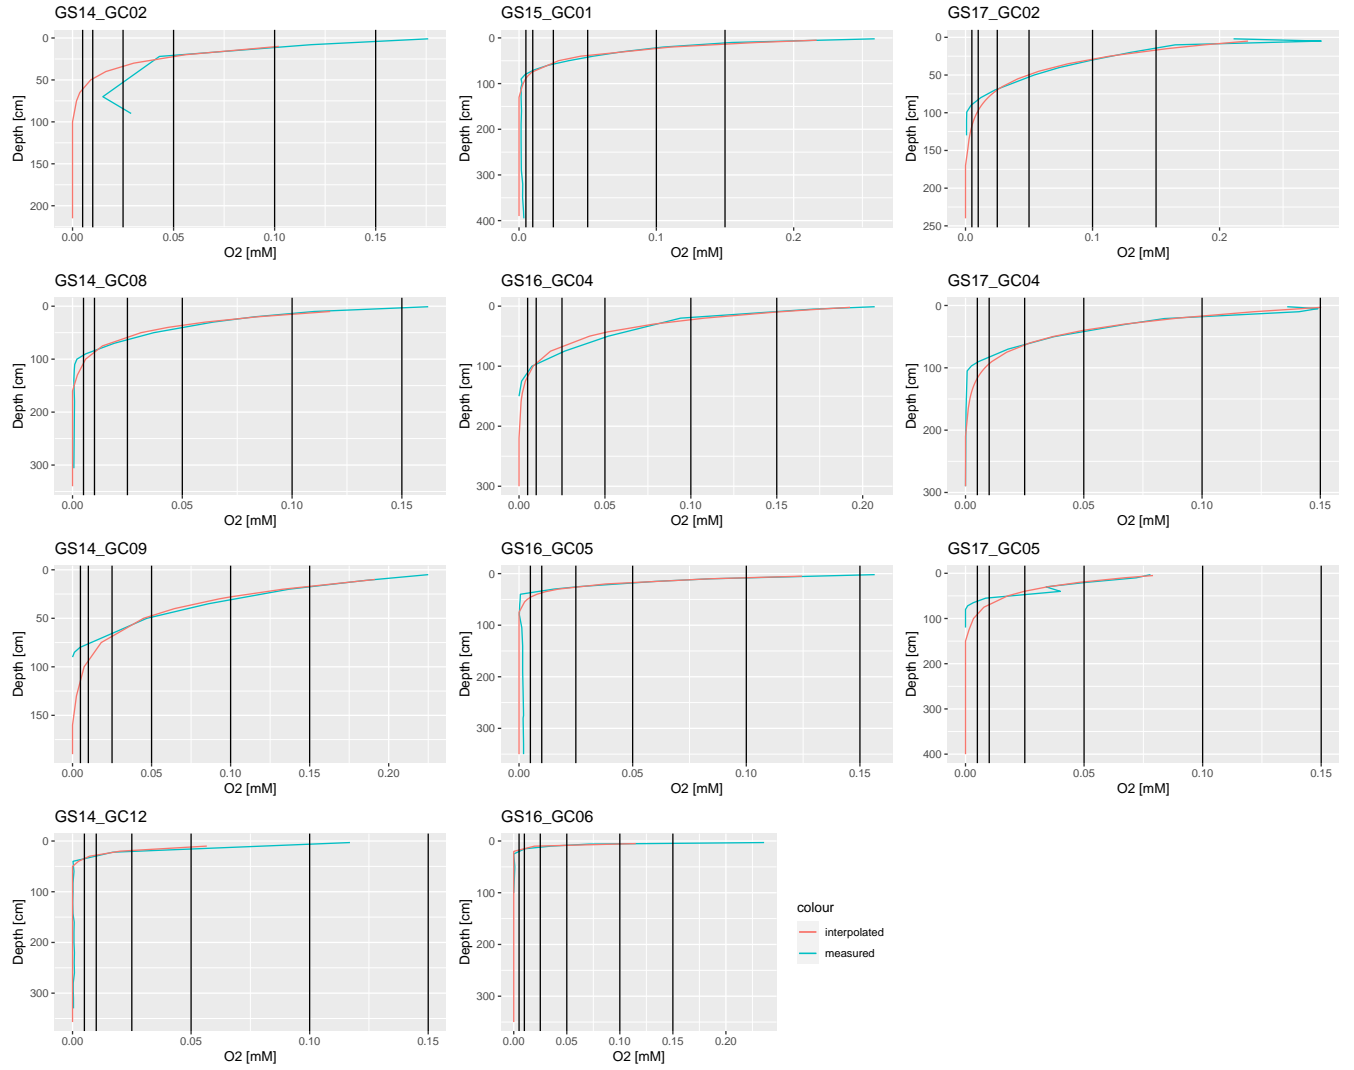 GS14_GC02
0
50
100
150
200
0.00
0.05
0.10
0.15
Depth [cm]
O2 [mM]
GS15_GC01
0
100
200
300
400
0.0
0.1
0.2
Depth [cm]
O2 [mM]
GS17_GC02
0
50
100
150
200
250
0.0
0.1
0.2
Depth [cm]
O2 [mM]
GS14_GC08
0
100
200
300
0.00
0.05
0.10
0.15
Depth [cm]
O2 [mM]
GS16_GC04
0
100
200
300
0.00
0.05
0.10
0.15
0.20
Depth [cm]
O2 [mM]
GS17_GC04
0
100
200
300
0.00
0.05
0.10
0.15
Depth [cm]
O2 [mM]
GS14_GC09
0
50
100
150
0.00
0.05
0.10
0.15
0.20
Depth [cm]
O2 [mM]
GS16_GC05
0
100
200
300
0.00
0.05
0.10
0.15
Depth [cm]
O2 [mM]
GS17_GC05
0
100
200
300
400
0.00
0.05
0.10
0.15
Depth [cm]
O2 [mM]
GS14_GC12
0
100
200
300
0.00
0.05
0.10
0.15
Depth [cm]
O2 [mM]
GS16_GC06
0
100
200
300
0.00
0.05
0.10
0.15
0.20
Depth [cm]
O2 [mM]
colour
interpolated
measured